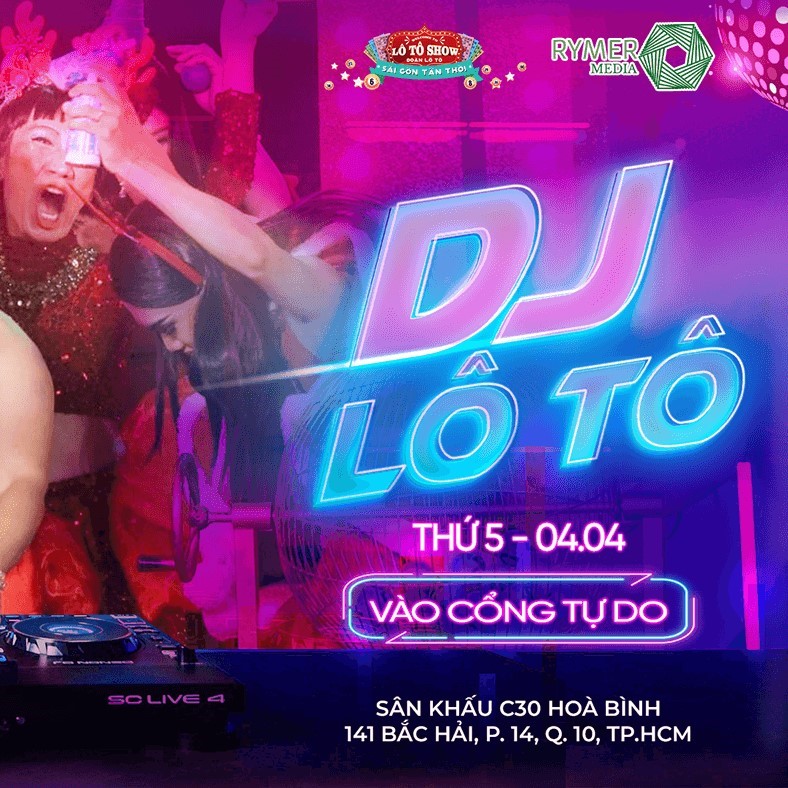 WELCOME TO
LÔ TÔ SHOW
ĐOÀN LÔ TÔ
SÀI GÒN TÂN THỜI
RYMER
MEDIA
DJ
LÔ TÔ
THỨ 5 - 04.04
VÀO CỔNG TỰ DO
SC LIVE 4
SÂN KHẤU C30 HOÀ BÌNH
141 BẮC HẢI, P. 14, Q. 10, TP.HCM